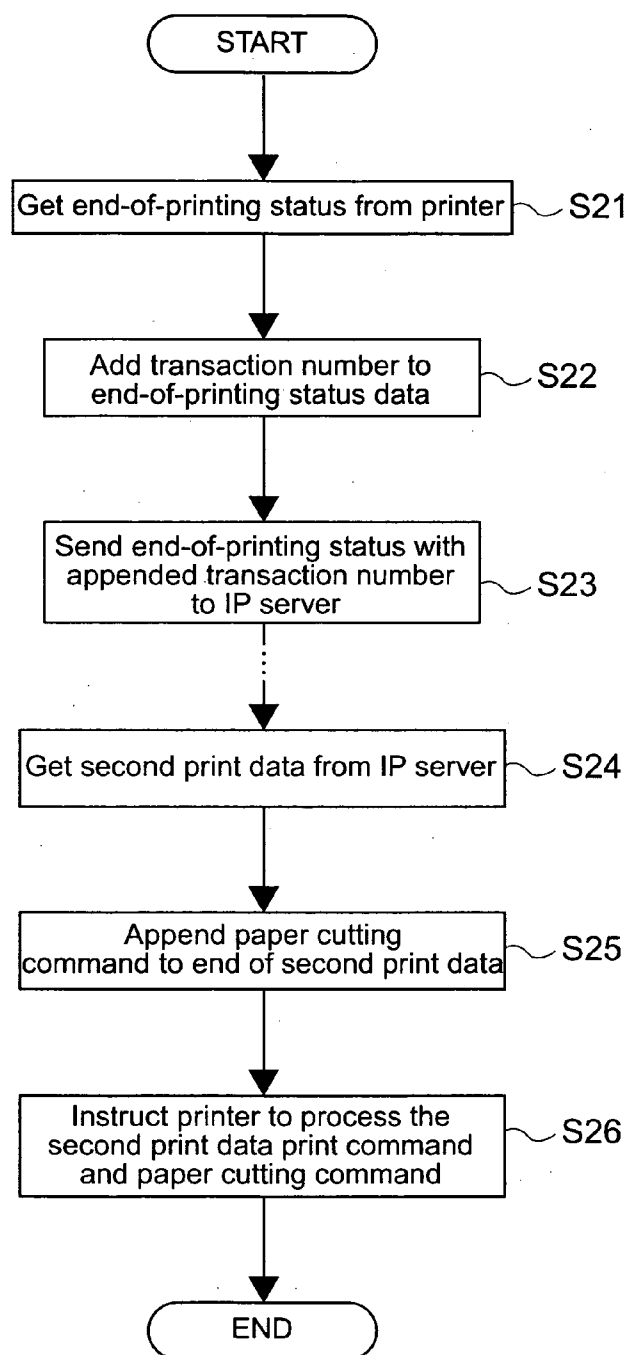 START
Get end-of-printing status from printer
S21
Add transaction number to
end-of-printing status data
S22
Send end-of-printing status with
appended transaction number
to IP server
S23
Get second print data from IP server
S24
Append paper cutting
command to end of second print data
S25
Instruct printer to process the
second print data print command
and paper cutting command
S26
END